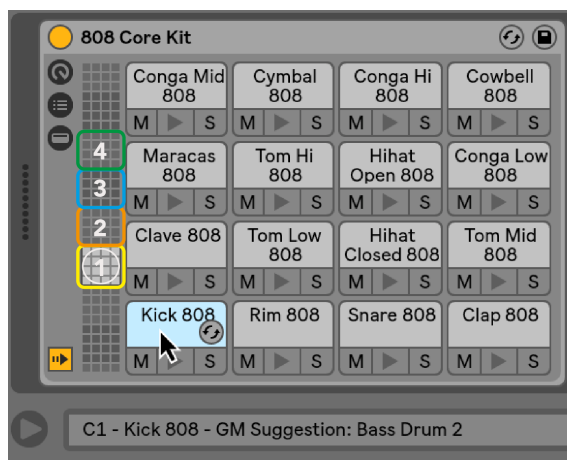 808 Core Kit
Conga Mid
808
Cymbal
808
Conga Hi
808
Cowbell
808
M S M S M S M S
4
Maracas
808
Tom Hi
808
Hihat
Open 808
Conga Low
808
3
M S M S M S M S
2
Clave 808
Tom Low
808
Hihat
Closed 808
Tom Mid
808
1
M S M S M S M S
Kick 808
Rim 808
Snare 808
Clap 808
M S M S M S M S
C1 - Kick 808 - GM Suggestion: Bass Drum 2